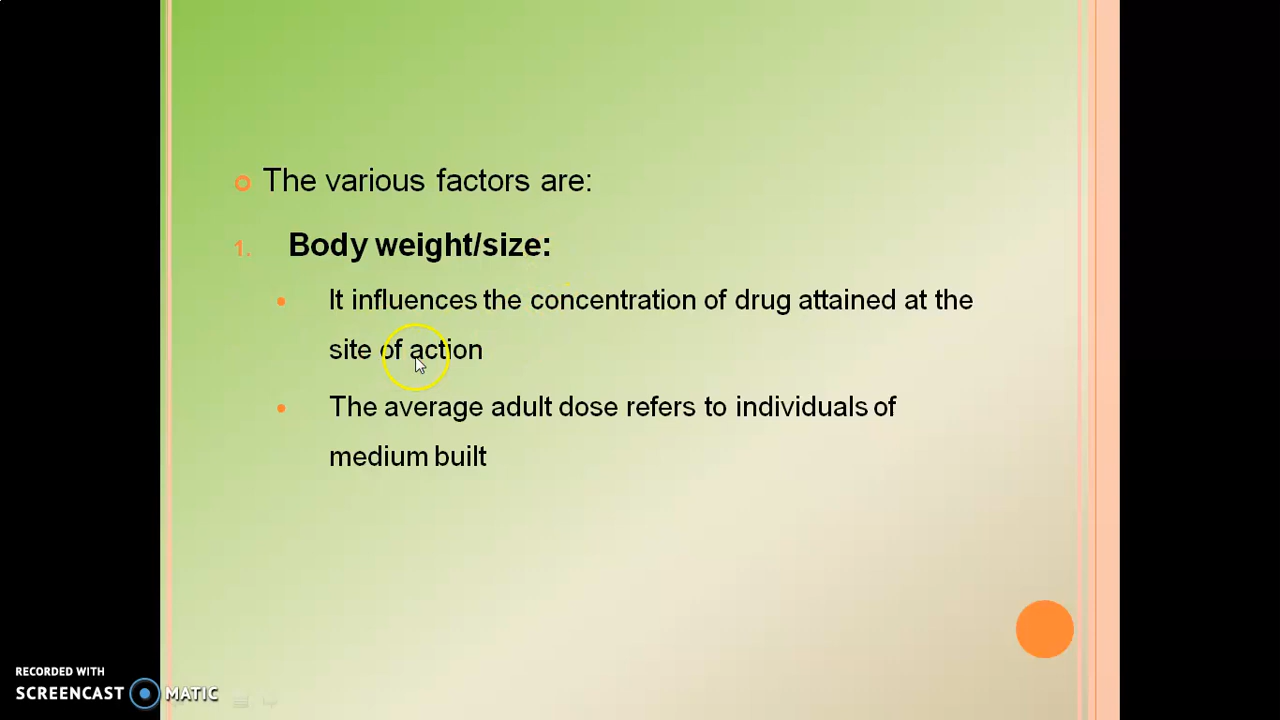 The various factors are:
1. Body weight/size:
It influences the concentration of drug attained at the
site of action
The average adult dose refers to individuals of
medium built
RECORDED WITH
SCREENCAST MATIC